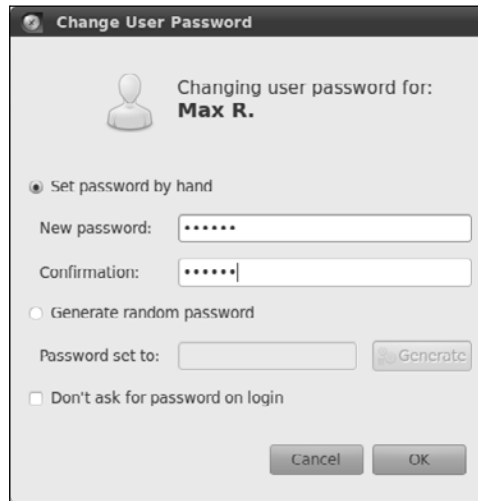 Change User Password
Changing user password for:
Max R.
Set password by hand
New password: ••••••
Confirmation: ••••••
Generate random password
Password set to: Generate
Don't ask for password on login
Cancel OK